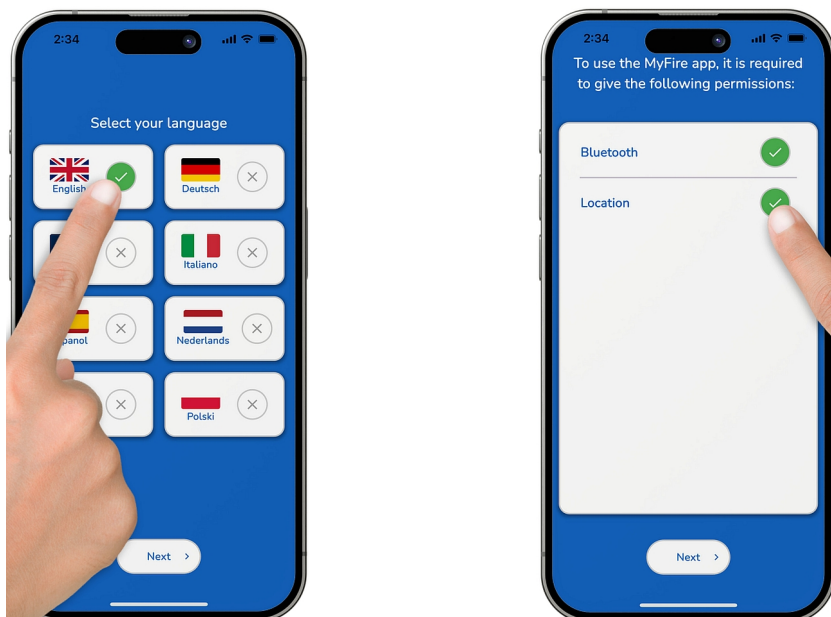 2:34
Select your language
English
Deutsch
Italiano
Nederlands
Polski
Next
2:34
To use the MyFire app, it is required
to give the following permissions:
Bluetooth
Location
Next